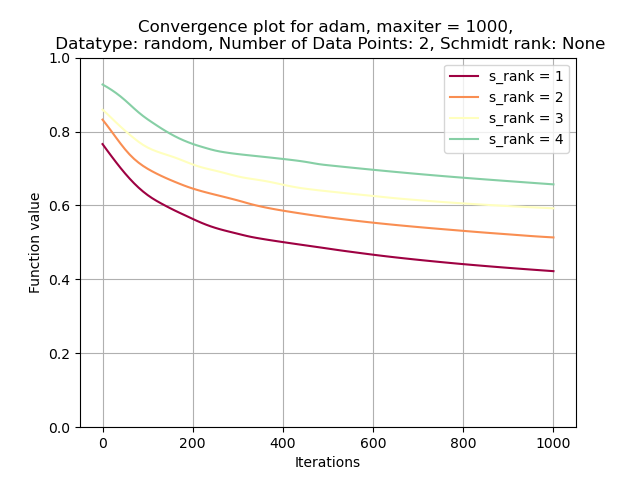 Convergence plot for adam, maxiter = 1000,
Datatype: random, Number of Data Points: 2, Schmidt rank: None
1.0
0.8
0.6
0.4
0.2
0.0
Function value
s_rank = 1
s_rank = 2
s_rank = 3
s_rank = 4
0 200 400 600 800 1000
Iterations